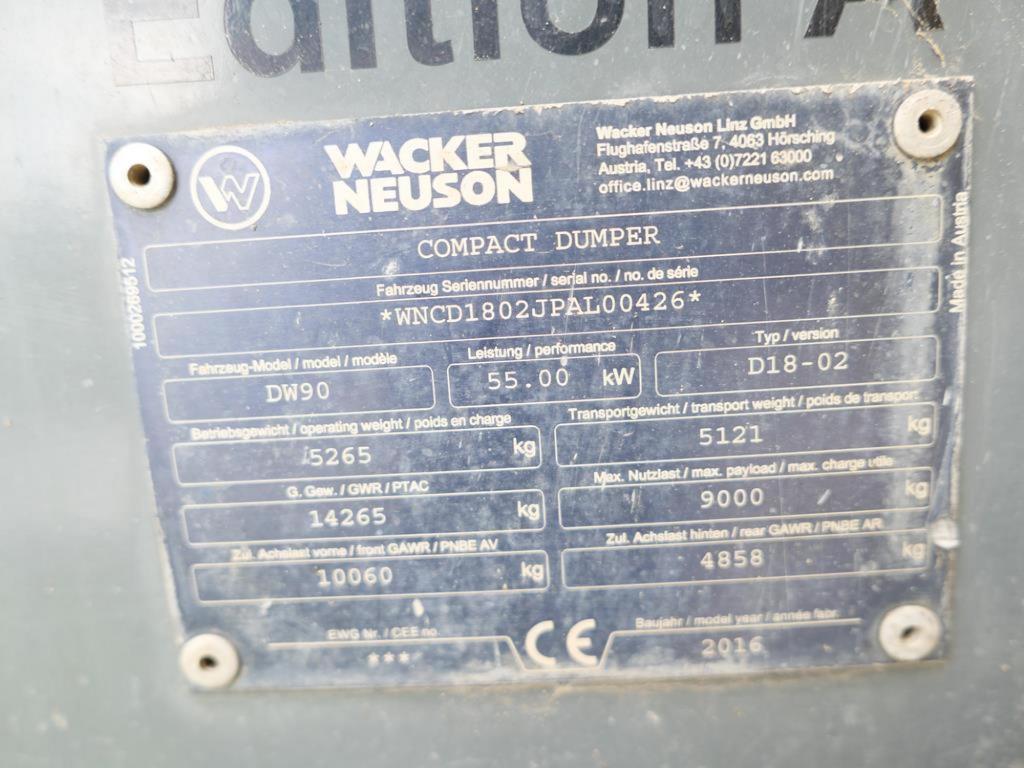 Edition A
WACKER NEUSON
Wacker Neuson Linz GmbH
Flughafenstraße 7, 4063 Hörsching
Austria, Tel. +43 (0)7221 63000
office.linz@wackerneuson.com
COMPACT DUMPER
Fahrzeug Seriennummer / serial no. / no. de série
*WNCD1802JPAL00426*
Fahrzeug-Model / model / modèle
DW90
Leistung / performance
55.00 kW
Typ / version
D18-02
Betriebsgewicht / operating weight / poids en charge
5265 kg
Transportgewicht / transport weight / poids de transport
5121 kg
G. Gew. / GWR / PTAC
14265 kg
Max. Nutzlast / max. payload / max. charge utile
9000 kg
Zul. Achslast vorne / front GAWR / PNBE AV
10060 kg
Zul. Achslast hinten / rear GAWR / PNBE AR
4858 kg
EWG Nr. / CEE no.
***
CE
Baujahr / model year / année fabr.
2016
1000268512
Made in Austria